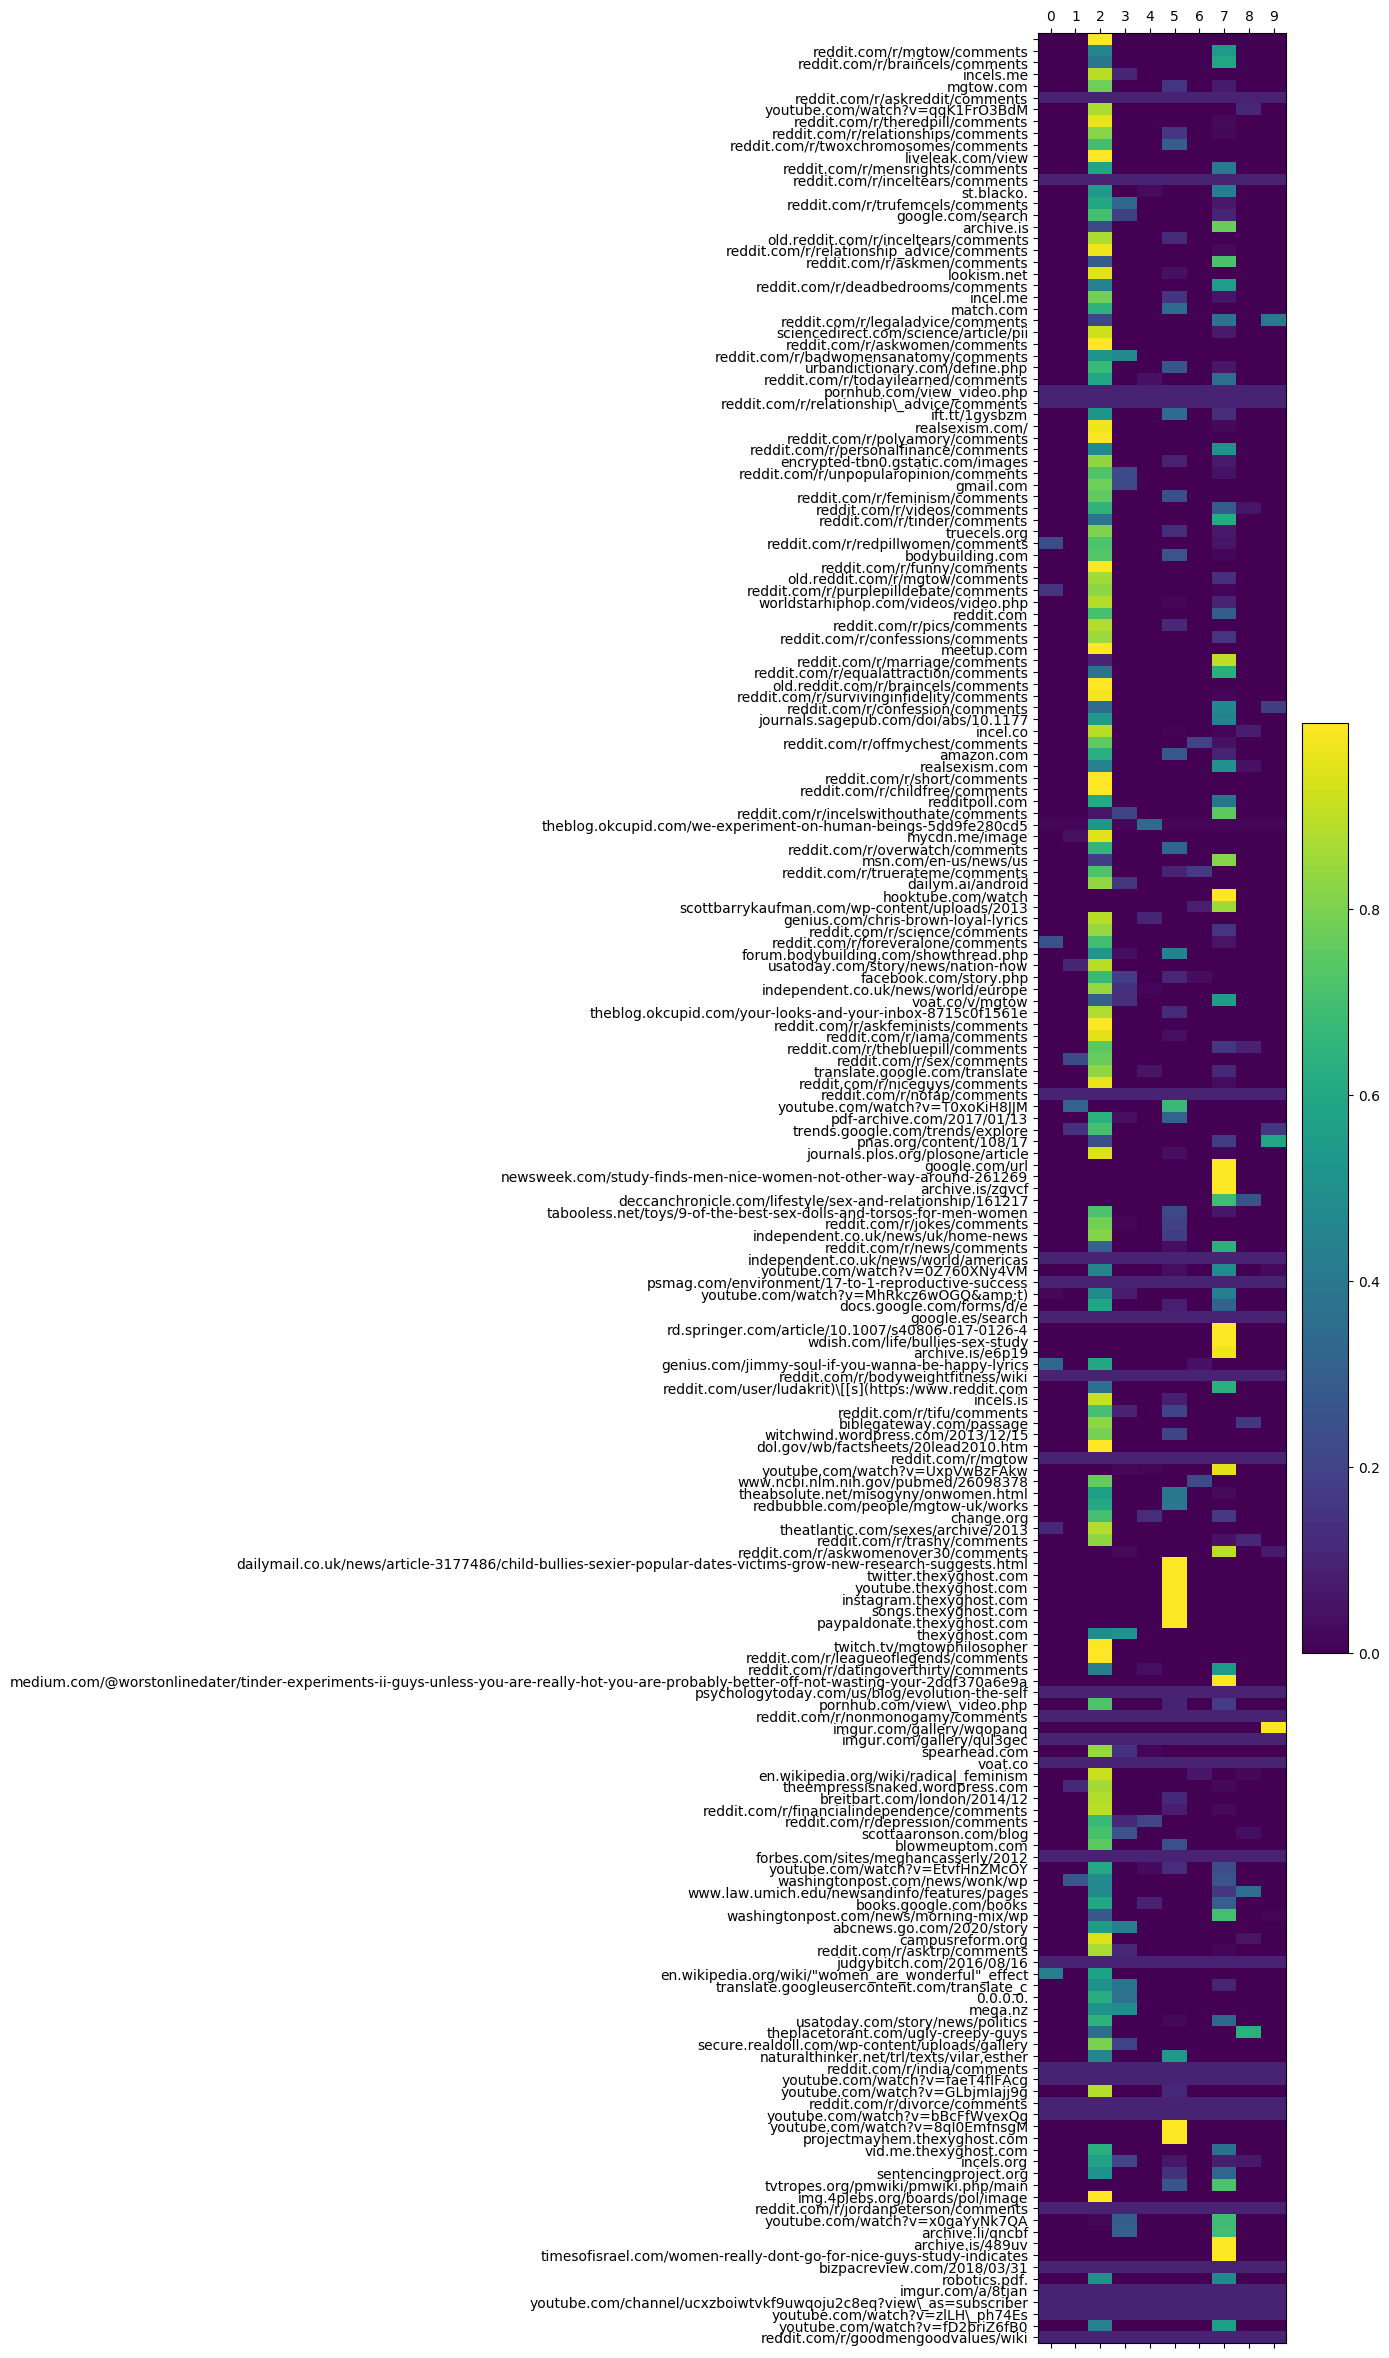 0 1 2 3 4 5 6 7 8 9
reddit.com/r/mgtow/comments
reddit.com/r/braincels/comments
incels.me
mgtow.com
reddit.com/r/askreddit/comments
youtube.com/watch?v=qqK1FrO3BdM
reddit.com/r/theredpill/comments
reddit.com/r/relationships/comments
reddit.com/r/twoxchromosomes/comments
liveleak.com/view
reddit.com/r/mensrights/comments
reddit.com/r/inceltears/comments
st.blacko.
reddit.com/r/trufemcels/comments
google.com/search
archive.is
old.reddit.com/r/inceltears/comments
reddit.com/r/relationship_advice/comments
reddit.com/r/askmen/comments
lookism.net
reddit.com/r/deadbedrooms/comments
incel.me
match.com
reddit.com/r/legaladvice/comments
sciencedirect.com/science/article/pii
reddit.com/r/askwomen/comments
reddit.com/r/badwomensanatomy/comments
urbandictionary.com/define.php
reddit.com/r/todayilearned/comments
pornhub.com/view_video.php
reddit.com/r/relationship\_advice/comments
ift.tt/1gysbzm
realsexism.com/
reddit.com/r/polyamory/comments
reddit.com/r/personalfinance/comments
encrypted-tbn0.gstatic.com/images
reddit.com/r/unpopularopinion/comments
gmail.com
reddit.com/r/feminism/comments
reddit.com/r/videos/comments
reddit.com/r/tinder/comments
truecels.org
reddit.com/r/redpillwomen/comments
bodybuilding.com
reddit.com/r/funny/comments
old.reddit.com/r/mgtow/comments
reddit.com/r/purplepilldebate/comments
worldstarhiphop.com/videos/video.php
reddit.com
reddit.com/r/pics/comments
reddit.com/r/confessions/comments
meetup.com
reddit.com/r/marriage/comments
reddit.com/r/equalattraction/comments
old.reddit.com/r/braincels/comments
reddit.com/r/survivinginfidelity/comments
reddit.com/r/confession/comments
journals.sagepub.com/doi/abs/10.1177
incel.co
reddit.com/r/offmychest/comments
amazon.com
realsexism.com
reddit.com/r/short/comments
reddit.com/r/childfree/comments
redditpoll.com
reddit.com/r/incelswithouthate/comments
theblog.okcupid.com/we-experiment-on-human-beings-5dd9fe280cd5
mycdn.me/image
reddit.com/r/overwatch/comments
msn.com/en-us/news/us
reddit.com/r/truerateme/comments
dailym.ai/android
hooktube.com/watch
scottbarrykaufman.com/wp-content/uploads/2013
genius.com/chris-brown-loyal-lyrics
reddit.com/r/science/comments
reddit.com/r/foreveralone/comments
forum.bodybuilding.com/showthread.php
usatoday.com/story/news/nation-now
facebook.com/story.php
independent.co.uk/news/world/europe
voat.co/v/mgtow
theblog.okcupid.com/your-looks-and-your-inbox-8715c0f1561e
reddit.com/r/askfeminists/comments
reddit.com/r/iama/comments
reddit.com/r/thebluepill/comments
reddit.com/r/sex/comments
translate.google.com/translate
reddit.com/r/niceguys/comments
reddit.com/r/nofap/comments
youtube.com/watch?v=T0xoKiH8JJM
pdf-archive.com/2017/01/13
trends.google.com/trends/explore
pnas.org/content/108/17
journals.plos.org/plosone/article
google.com/url
newsweek.com/study-finds-men-nice-women-not-other-way-around-261269
archive.is/zgvcf
deccanchronicle.com/lifestyle/sex-and-relationship/161217
tabooless.net/toys/9-of-the-best-sex-dolls-and-torsos-for-men-women
reddit.com/r/jokes/comments
independent.co.uk/news/uk/home-news
reddit.com/r/news/comments
independent.co.uk/news/world/americas
youtube.com/watch?v=0Z760XNy4VM
psmag.com/environment/17-to-1-reproductive-success
youtube.com/watch?v=MhRkcz6wOGQ&amp;t)
docs.google.com/forms/d/e
google.es/search
rd.springer.com/article/10.1007/s40806-017-0126-4
wdish.com/life/bullies-sex-study
archive.is/e6p19
genius.com/jimmy-soul-if-you-wanna-be-happy-lyrics
reddit.com/r/bodyweightfitness/wiki
reddit.com/user/ludakrit)\[[s](https:/www.reddit.com
incels.is
reddit.com/r/tifu/comments
biblegateway.com/passage
witchwind.wordpress.com/2013/12/15
dol.gov/wb/factsheets/20lead2010.htm
reddit.com/r/mgtow
youtube.com/watch?v=UxpVwBzFAkw
www.ncbi.nlm.nih.gov/pubmed/26098378
theabsolute.net/misogyny/onwomen.html
redbubble.com/people/mgtow-uk/works
change.org
theatlantic.com/sexes/archive/2013
reddit.com/r/trashy/comments
reddit.com/r/askwomenover30/comments
dailymail.co.uk/news/article-3177486/child-bullies-sexier-popular-dates-victims-grow-new-research-suggests.html
twitter.thexyghost.com
youtube.thexyghost.com
instagram.thexyghost.com
songs.thexyghost.com
paypaldonate.thexyghost.com
thexyghost.com
twitch.tv/mgtowphilosopher
reddit.com/r/leagueoflegends/comments
reddit.com/r/datingoverthirty/comments
medium.com/@worstonlinedater/tinder-experiments-ii-guys-unless-you-are-really-hot-you-are-probably-better-off-not-wasting-your-2ddf370a6e9a
psychologytoday.com/us/blog/evolution-the-self
pornhub.com/view\_video.php
reddit.com/r/nonmonogamy/comments
imgur.com/gallery/wqopanq
imgur.com/gallery/qul3gec
spearhead.com
voat.co
en.wikipedia.org/wiki/radical_feminism
theempressisnaked.wordpress.com
breitbart.com/london/2014/12
reddit.com/r/financialindependence/comments
reddit.com/r/depression/comments
scottaaronson.com/blog
blowmeuptom.com
forbes.com/sites/meghancasserly/2012
youtube.com/watch?v=EtvfHnZMcOY
washingtonpost.com/news/wonk/wp
www.law.umich.edu/newsandinfo/features/pages
books.google.com/books
washingtonpost.com/news/morning-mix/wp
abcnews.go.com/2020/story
campusreform.org
reddit.com/r/asktrp/comments
judgybitch.com/2016/08/16
en.wikipedia.org/wiki/"women_are_wonderful"_effect
translate.googleusercontent.com/translate_c
0.0.0.0.
mega.nz
usatoday.com/story/news/politics
theplacetorant.com/ugly-creepy-guys
secure.realdoll.com/wp-content/uploads/gallery
naturalthinker.net/trl/texts/vilar,esther
reddit.com/r/india/comments
youtube.com/watch?v=faeT4fIFAcg
youtube.com/watch?v=GLbjmIajj9g
reddit.com/r/divorce/comments
youtube.com/watch?v=bBcFfWvexQg
youtube.com/watch?v=8qI0EmfnsgM
projectmayhem.thexyghost.com
vid.me.thexyghost.com
incels.org
sentencingproject.org
tvtropes.org/pmwiki/pmwiki.php/main
img.4plebs.org/boards/pol/image
reddit.com/r/jordanpeterson/comments
youtube.com/watch?v=x0gaYyNk7QA
archive.li/qncbf
archive.is/489uv
timesofisrael.com/women-really-dont-go-for-nice-guys-study-indicates
bizpacreview.com/2018/03/31
robotics.pdf.
imgur.com/a/8tjan
youtube.com/channel/ucxzboiwtvkf9uwqoju2c8eq?view\_as=subscriber
youtube.com/watch?v=zlLH\_ph74Es
youtube.com/watch?v=fD2briZ6fB0
reddit.com/r/goodmengoodvalues/wiki
0.8
0.6
0.4
0.2
0.0